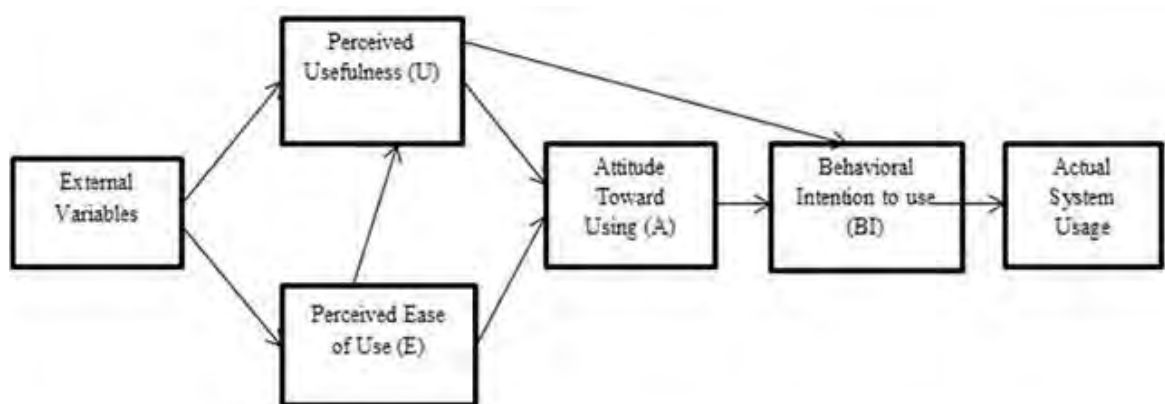 Perceived
Usefulness (U)
External
Variables
Perceived Ease
of Use (E)
Attitude
Toward
Using (A)
Behavioral
Intention to use
(BI)
Actual
System
Usage